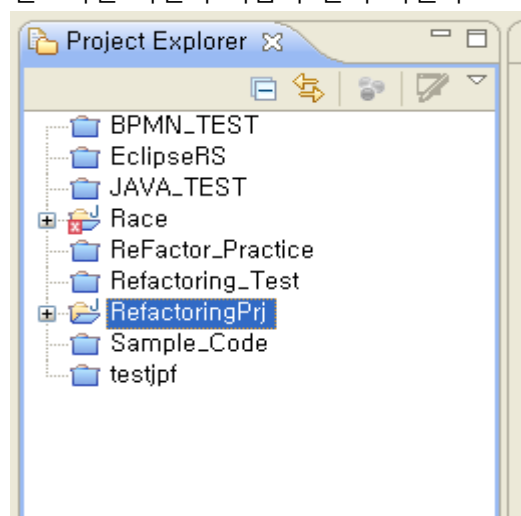 Project Explorer
BPMN_TEST
EclipseRS
JAVA_TEST
Race
ReFactor_Practice
Refactoring_Test
RefactoringPrj
Sample_Code
testjpf